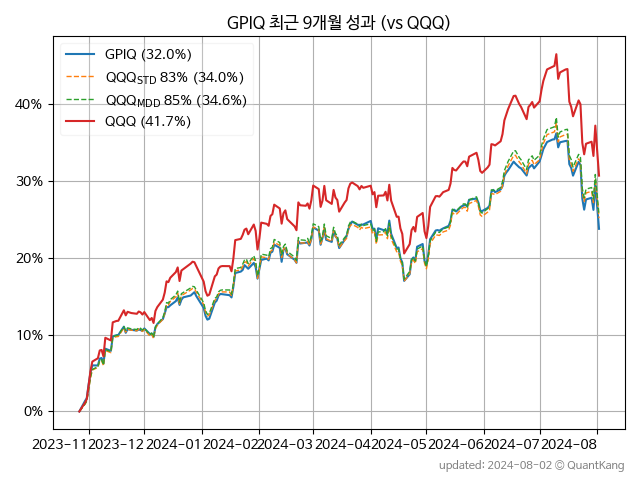 GPIQ 최근 9개월 성과 (vs QQQ)
GPIQ (32.0%)
QQQSTD 83% (34.0%)
QQQMDD 85% (34.6%)
QQQ (41.7%)
40%
30%
20%
10%
0%
2023-11 2023-12 2024-01 2024-02 2024-03 2024-04 2024-05 2024-06 2024-07 2024-08
updated: 2024-08-02 © QuantKang